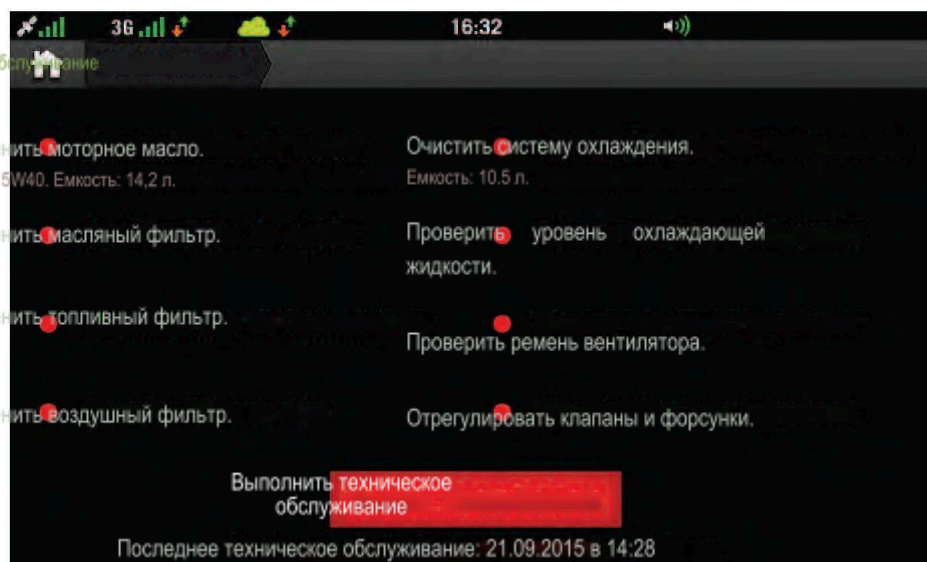 3G 16:32
обслуживание
нить моторное масло.
5W40. Емкость: 14,2 л.
нить масляный фильтр.
нить топливный фильтр.
нить воздушный фильтр.
Очистить систему охлаждения.
Емкость: 10.5 л.
Проверить уровень охлаждающей
жидкости.
Проверить ремень вентилятора.
Отрегулировать клапаны и форсунки.
Выполнить техническое
обслуживание
Последнее техническое обслуживание: 21.09.2015 в 14:28